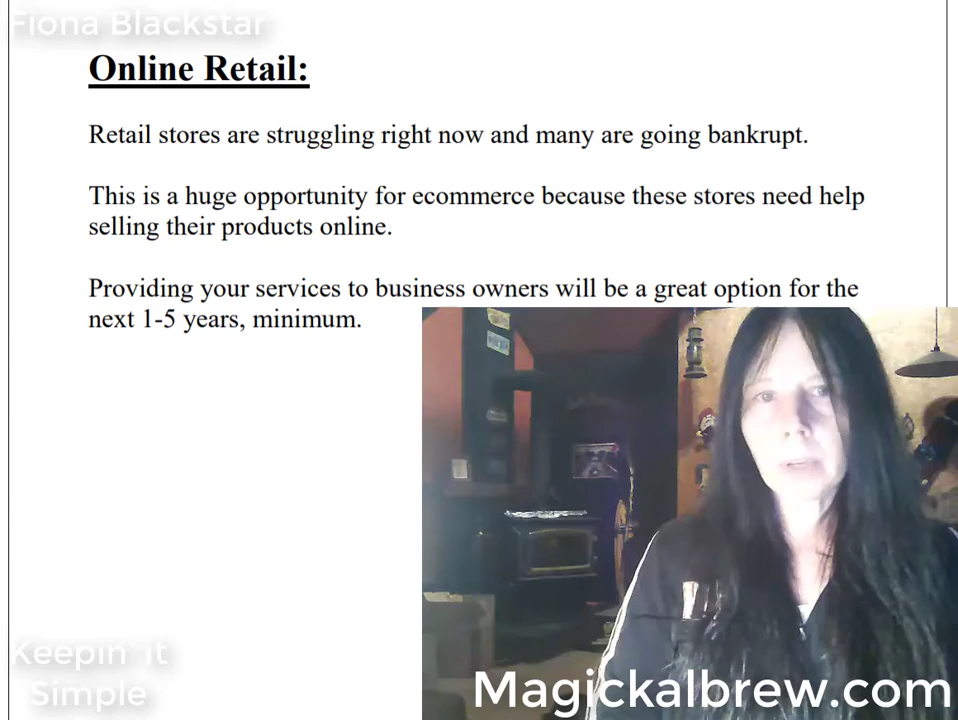 Fiona Blackstar
Online Retail:
Retail stores are struggling right now and many are going bankrupt.
This is a huge opportunity for ecommerce because these stores need help
selling their products online.
Providing your services to business owners will be a great option for the
next 1-5 years, minimum.
Keepin' it
Simple
Magickalbrew.com